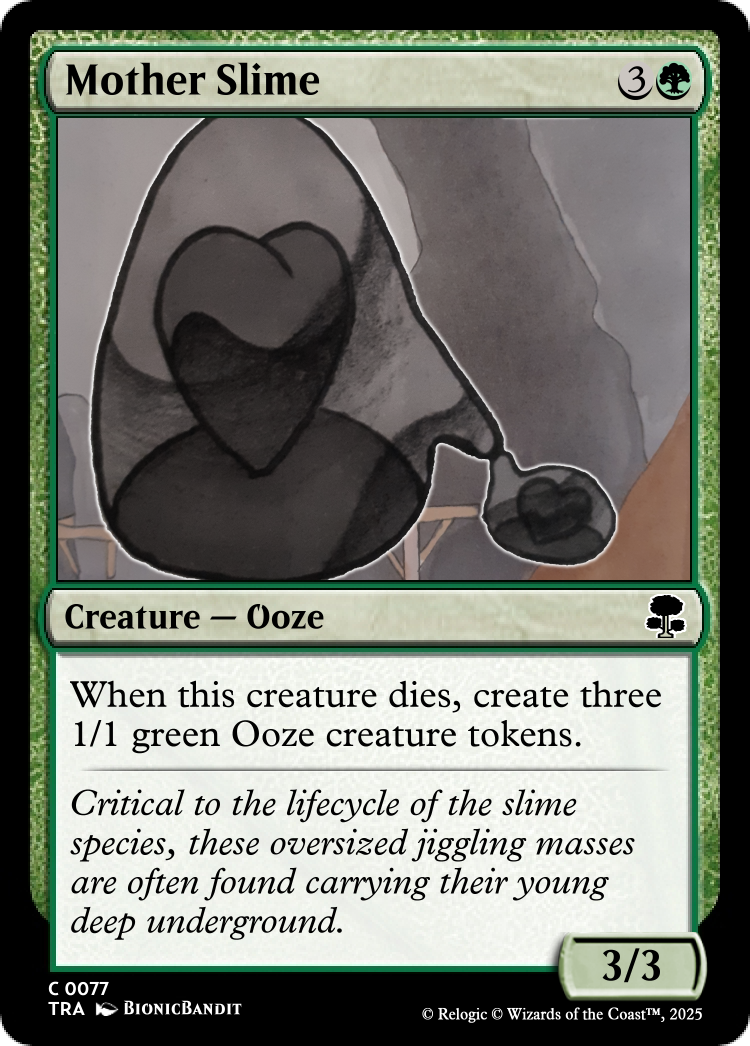 Mother Slime 3
Creature — Ooze
When this creature dies, create three
1/1 green Ooze creature tokens.
Critical to the lifecycle of the slime
species, these oversized jiggling masses
are often found carrying their young
deep underground.
3/3
C 0077
TRA BionicBandit
© Relogic © Wizards of the Coast™, 2025